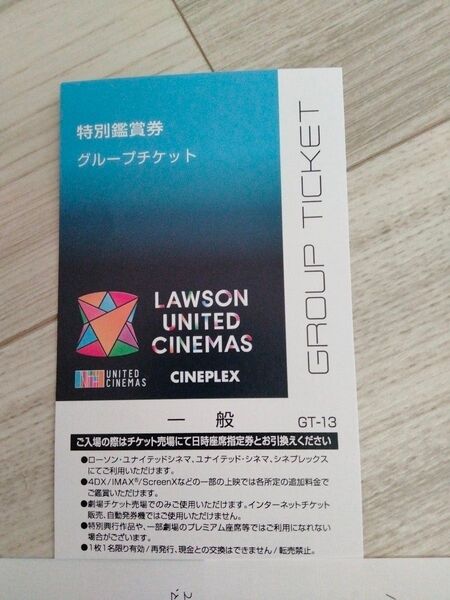 特別鑑賞券
グループチケット
GROUP TICKET
LAWSON
UNITED
CINEMAS
UNITED
CINEMAS
CINEPLEX
一般
GT-13
ご入場の際はチケット売場にて日時座席指定券とお引換えください
●ローソン・ユナイテッドシネマ、ユナイテッド・シネマ、シネプレックス
にてご利用いただけます。
●4DX/IMAX®/ScreenXなどの一部の上映では各所定の追加料金で
ご鑑賞いただけます。
●劇場チケット売場でのみご使用いただけます。インターネットチケット
販売、自動発券機ではご使用いただけません。
●特別興行作品や、一部劇場のプレミアム座席等ではご利用になれない
場合がございます。
●1枚1名限り有効/再発行、現金との交換はできません/転売禁止。